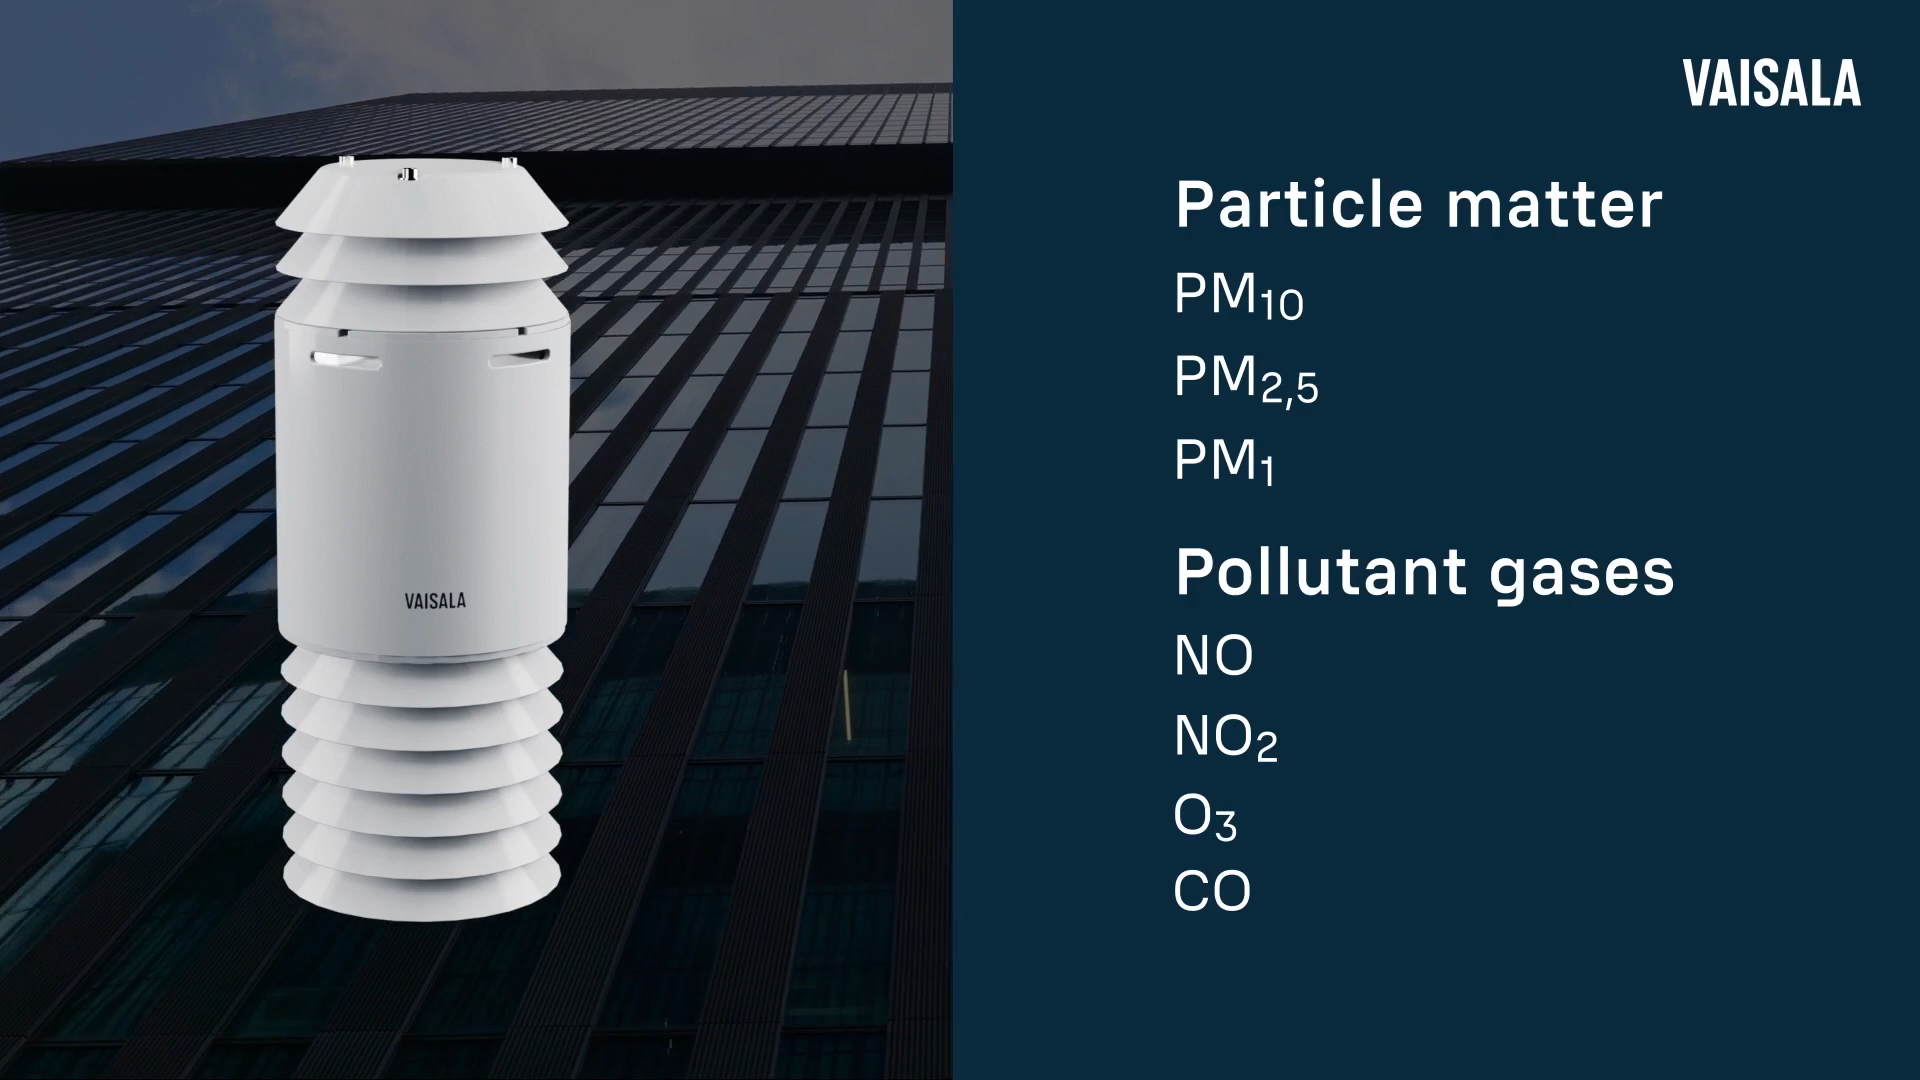 VAISALA
VAISALA
Particle matter
PM₁₀
PM₂,₅
PM₁
Pollutant gases
NO
NO₂
O₃
CO